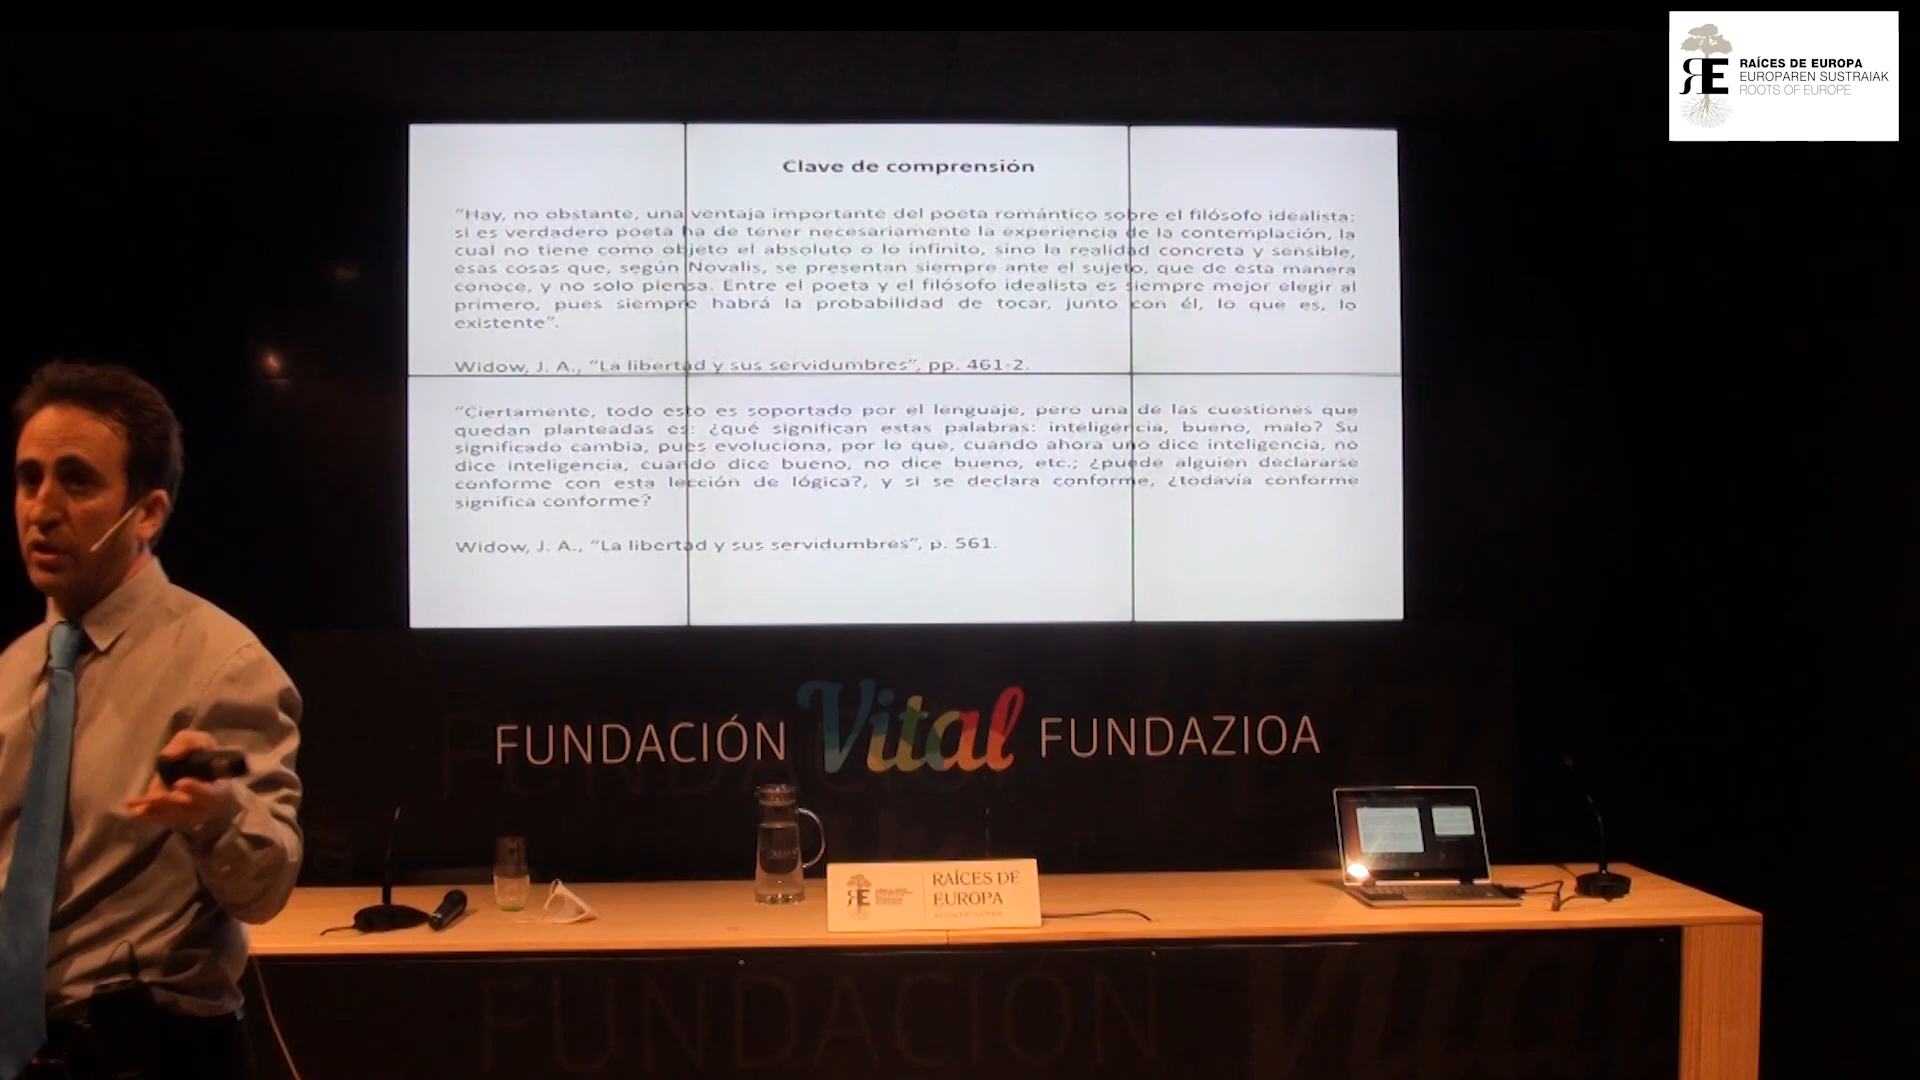 RAÍCES DE EUROPA
EUROPAREN SUSTRAIAK
ROOTS OF EUROPE
Clave de comprensión
“Hay, no obstante, una ventaja importante del poeta romántico sobre el filósofo idealista:
si es verdadero poeta ha de tener necesariamente la experiencia de la contemplación, la
cual no tiene como objeto el absoluto o lo infinito, sino la realidad concreta y sensible,
esas cosas que, según Novalis, se presentan siempre ante el sujeto, que de esta manera
conoce, y no solo piensa. Entre el poeta y el filósofo idealista es siempre mejor elegir al
primero, pues siempre habrá la probabilidad de tocar, junto con él, lo que es, lo
existente”.
Widow, J. A., “La libertad y sus servidumbres”, pp. 461-2.
“Ciertamente, todo esto es soportado por el lenguaje, pero una de las cuestiones que
quedan planteadas es: ¿qué significan estas palabras: inteligencia, bueno, malo? Su
significado cambia, pues evoluciona, por lo que, cuando ahora uno dice inteligencia, no
dice inteligencia, cuando dice bueno, no dice bueno, etc.; ¿puede alguien declararse
conforme con esta lección de lógica?, y si se declara conforme, ¿todavía conforme
significa conforme?
Widow, J. A., “La libertad y sus servidumbres”, p. 561.
FUNDACIÓN Vital FUNDAZIOA
RE
RAÍCES DE
EUROPA
FUNDACIÓN Vital